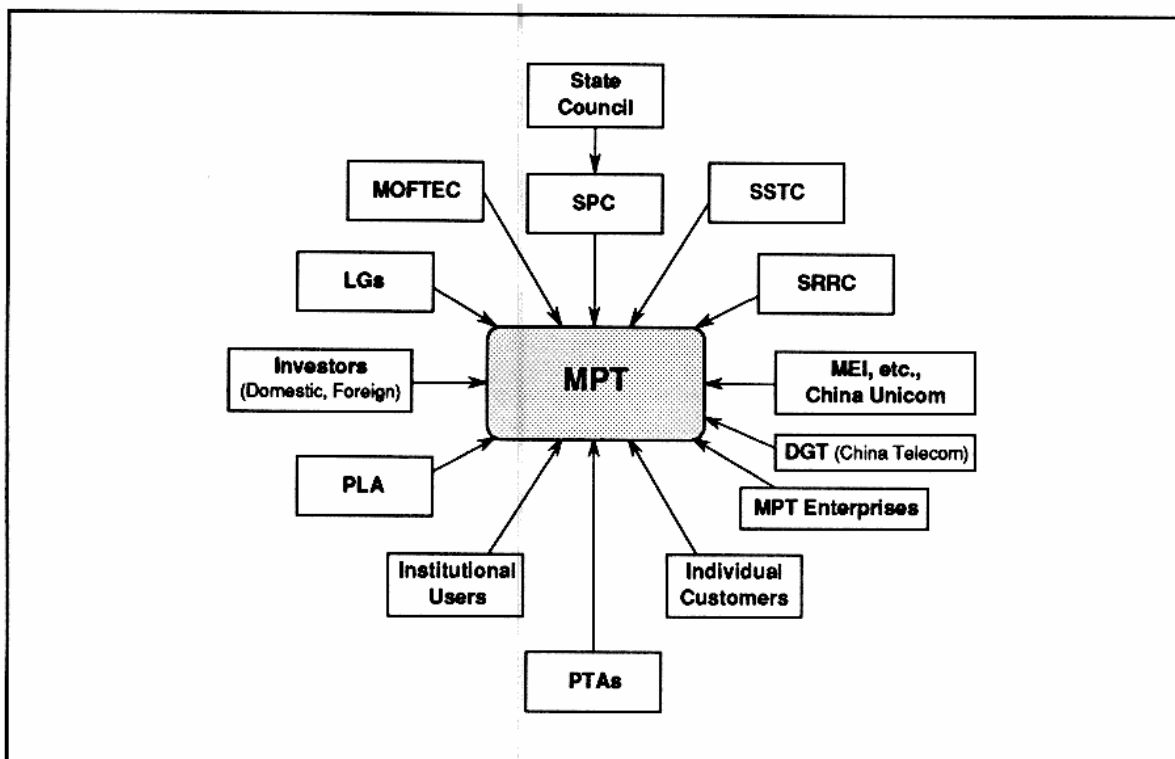 State
Council
MOFTEC
SPC
SSTC
LGs
SRRC
Investors
(Domestic, Foreign)
MPT
MEI, etc.,
China Unicom
DGT (China Telecom)
PLA
MPT Enterprises
Institutional
Users
Individual
Customers
PTAs